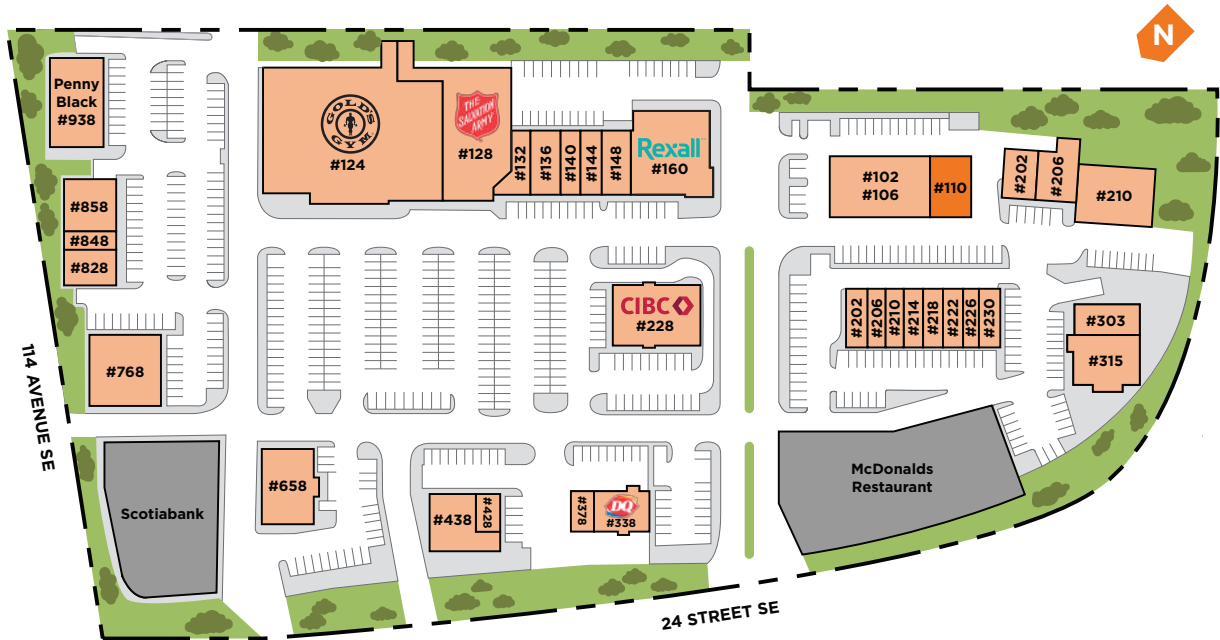 N
Penny
Black
#938
GOLD'S
GYM
#124
THE
SALVATION
ARMY
#128
#132
#136
#140
#144
#148
Rexall
#160
#102
#106
#110
#202
#206
#210
#858
#848
#828
CIBC
#228
#202
#206
#210
#214
#218
#222
#226
#230
#303
#315
#768
114 AVENUE SE
Scotiabank
#658
#438
#428
#378
DQ
#338
McDonalds
Restaurant
24 STREET SE